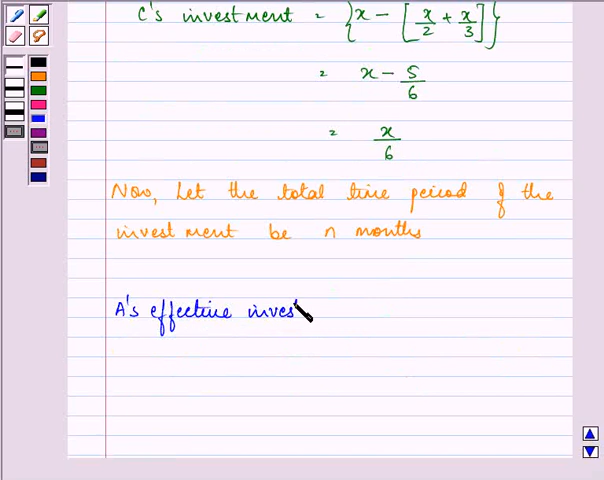 C's investment = {x - [x/2 + x/3]}
= x - 5/6
= x/6
Now, Let the total time period of the
investment be n months
A's effective inves